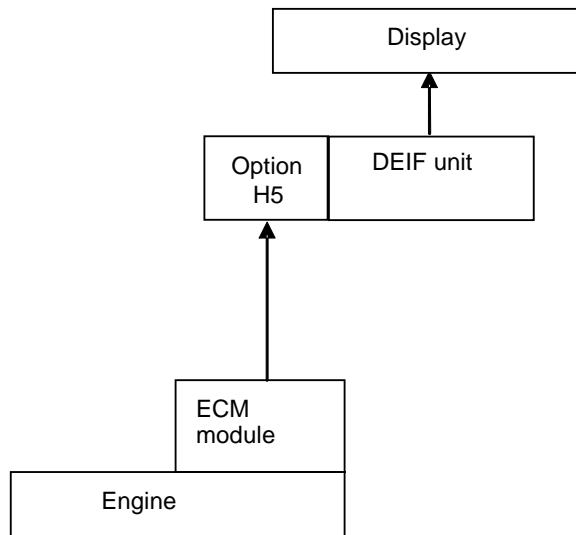 Display
Option
H5
DEIF unit
ECM
module
Engine